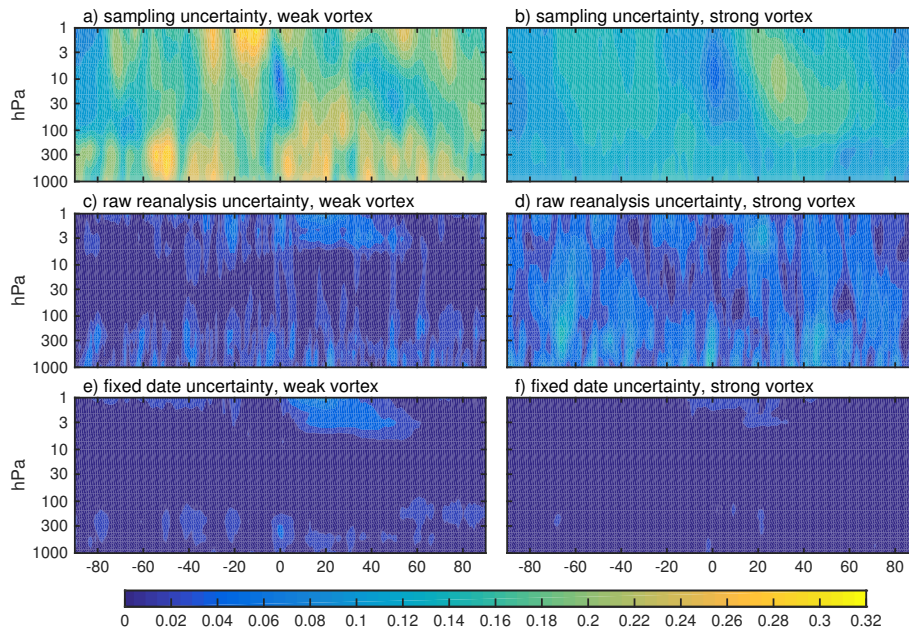 a) sampling uncertainty, weak vortex
b) sampling uncertainty, strong vortex
1
3
10
30
100
300
1000
hPa
c) raw reanalysis uncertainty, weak vortex
d) raw reanalysis uncertainty, strong vortex
1
3
10
30
100
300
1000
hPa
e) fixed date uncertainty, weak vortex
f) fixed date uncertainty, strong vortex
1
3
10
30
100
300
1000
hPa
-80 -60 -40 -20 0 20 40 60 80
-80 -60 -40 -20 0 20 40 60 80
0 0.02 0.04 0.06 0.08 0.1 0.12 0.14 0.16 0.18 0.2 0.22 0.24 0.26 0.28 0.3 0.32